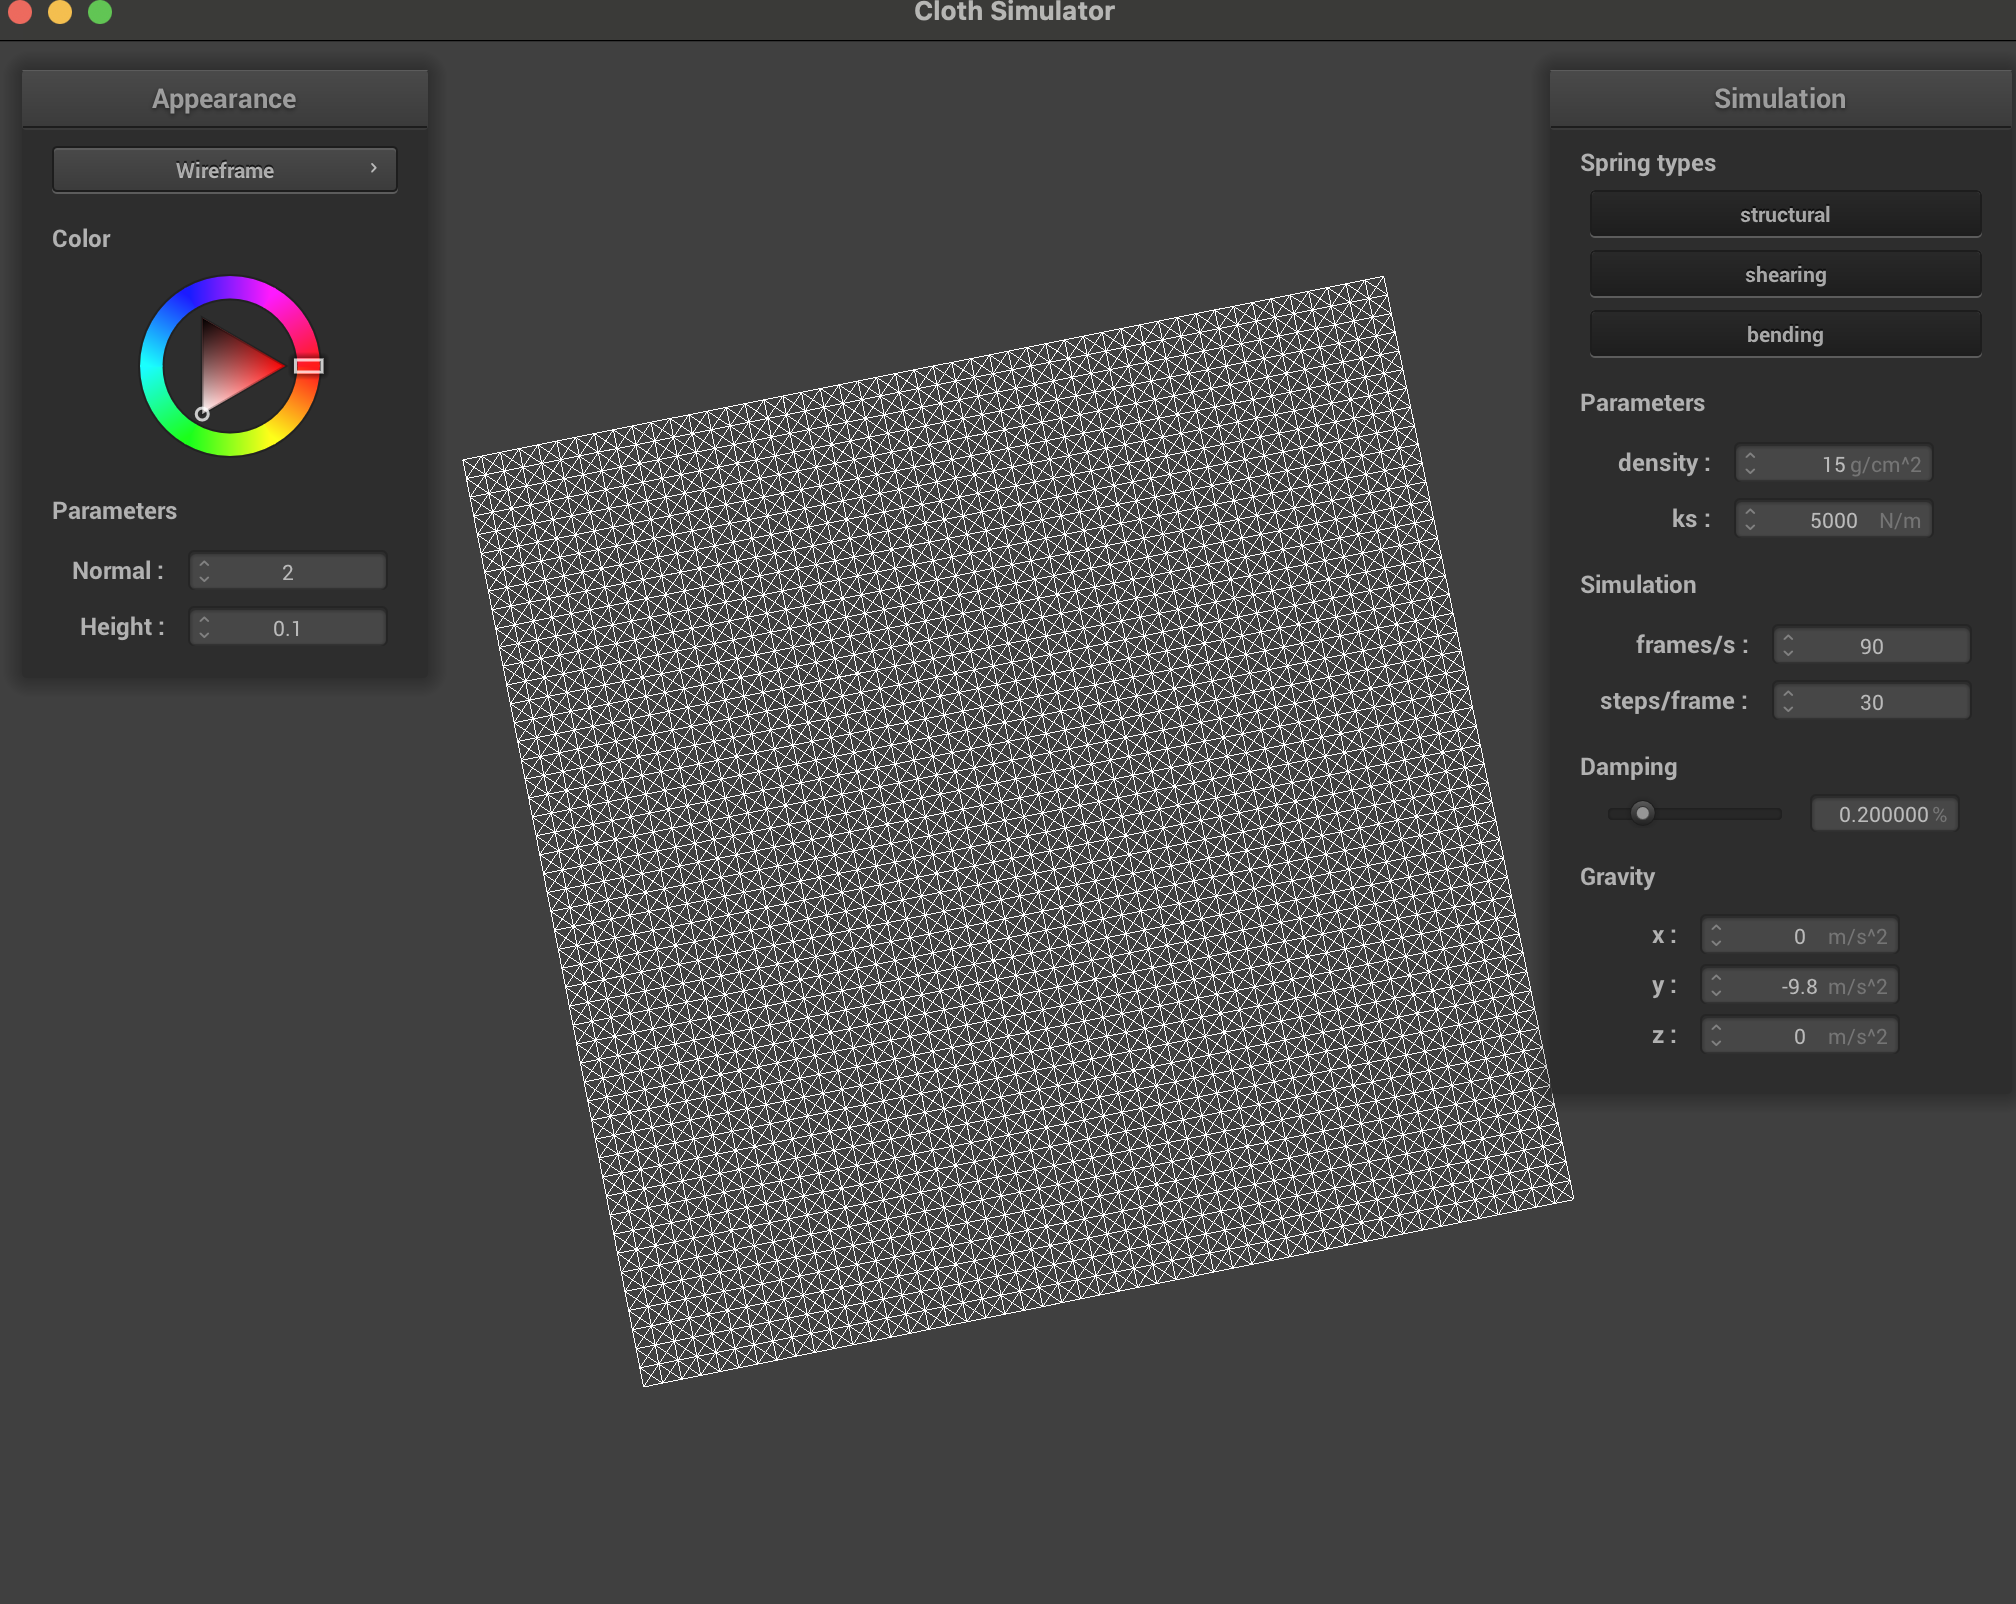 Cloth Simulator
Appearance
Wireframe
Color
Parameters
Normal : 2
Height : 0.1
Simulation
Spring types
structural
shearing
bending
Parameters
density : 15 g/cm^2
ks : 5000 N/m
Simulation
frames/s : 90
steps/frame : 30
Damping
0.200000 %
Gravity
x : 0 m/s^2
y : -9.8 m/s^2
z : 0 m/s^2